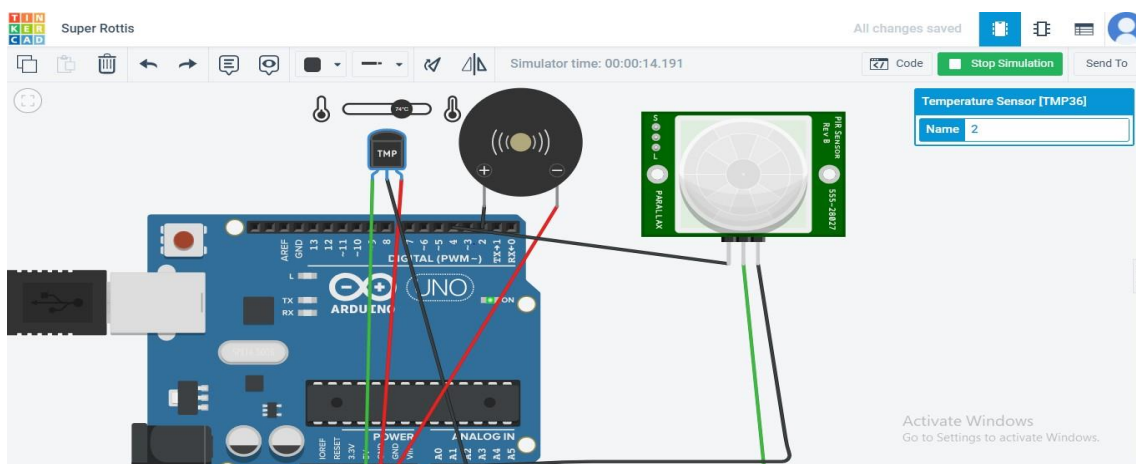 TIN
KER
CAD
Super Rottis
All changes saved
Simulator time: 00:00:14.191
Code
Stop Simulation
Send To
Temperature Sensor [TMP36]
Name
2
74°C
TMP
+
−
S
L
PARALLAX
PIR SENSOR
REV B
555-28027
AREF
GND
13
12
~11
~10
9
8
7
~6
~5
4
~3
2
TX→1
RX←0
DIGITAL (PWM~)
L
TX
RX
UNO
ARDUINO
ON
IOREF
RESET
3.3V
5V
GND
GND
VIN
POWER
ANALOG IN
A0
A1
A2
A3
A4
A5
Activate Windows
Go to Settings to activate Windows.